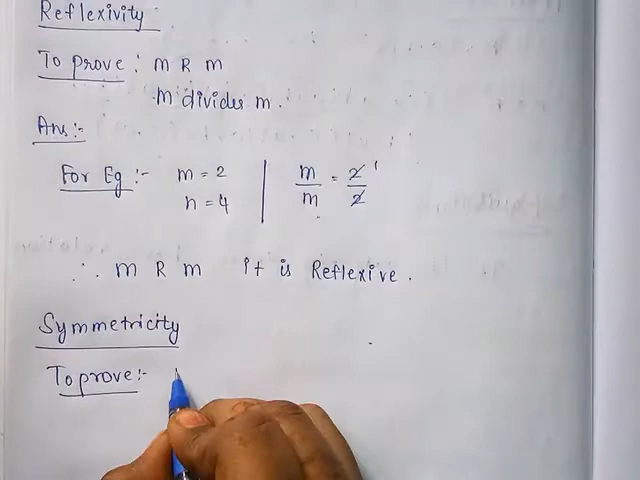 Reflexivity
To prove : m R m
m divides m.
Ans :-
For Eg :- m = 2 | m/m = 2/2 1
n = 4
∴ m R m It is Reflexive.
Symmetricity
To prove :-